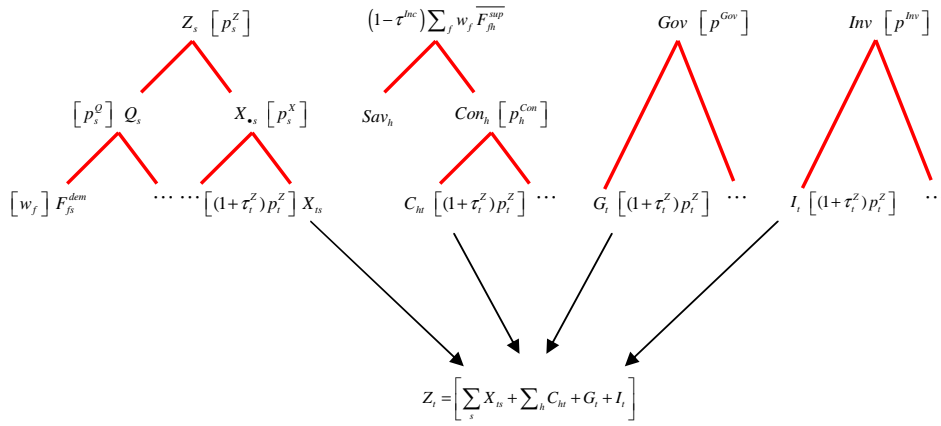 Z_s [p_s^Z] (1-τ^{Inc})∑_f w_f \overline{F_{fh}^{sup}} Gov [p^{Gov}] Inv [p^{Inv}]
[p_s^Q] Q_s X_{•s} [p_s^X] Sav_h Con_h [p_h^{Con}]
[w_f] F_{fs}^{dem} ⋯ ⋯ [(1+τ_t^Z)p_t^Z] X_{ts} C_{ht} [(1+τ_t^Z)p_t^Z] ⋯ G_t [(1+τ_t^Z)p_t^Z] ⋯ I_t [(1+τ_t^Z)p_t^Z] ⋯
Z_t = [∑_s X_{ts} + ∑_h C_{ht} + G_t + I_t]